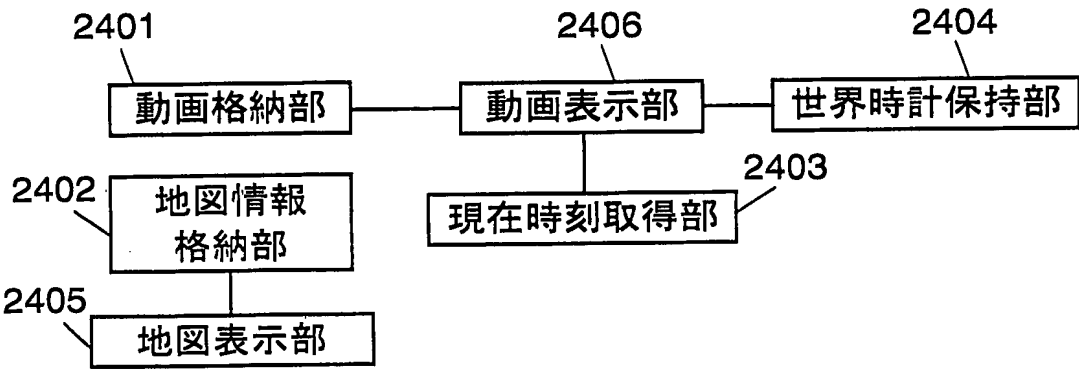 2401
2406
2404
動画格納部
動画表示部
世界時計保持部
2402
地図情報
格納部
2403
現在時刻取得部
2405
地図表示部